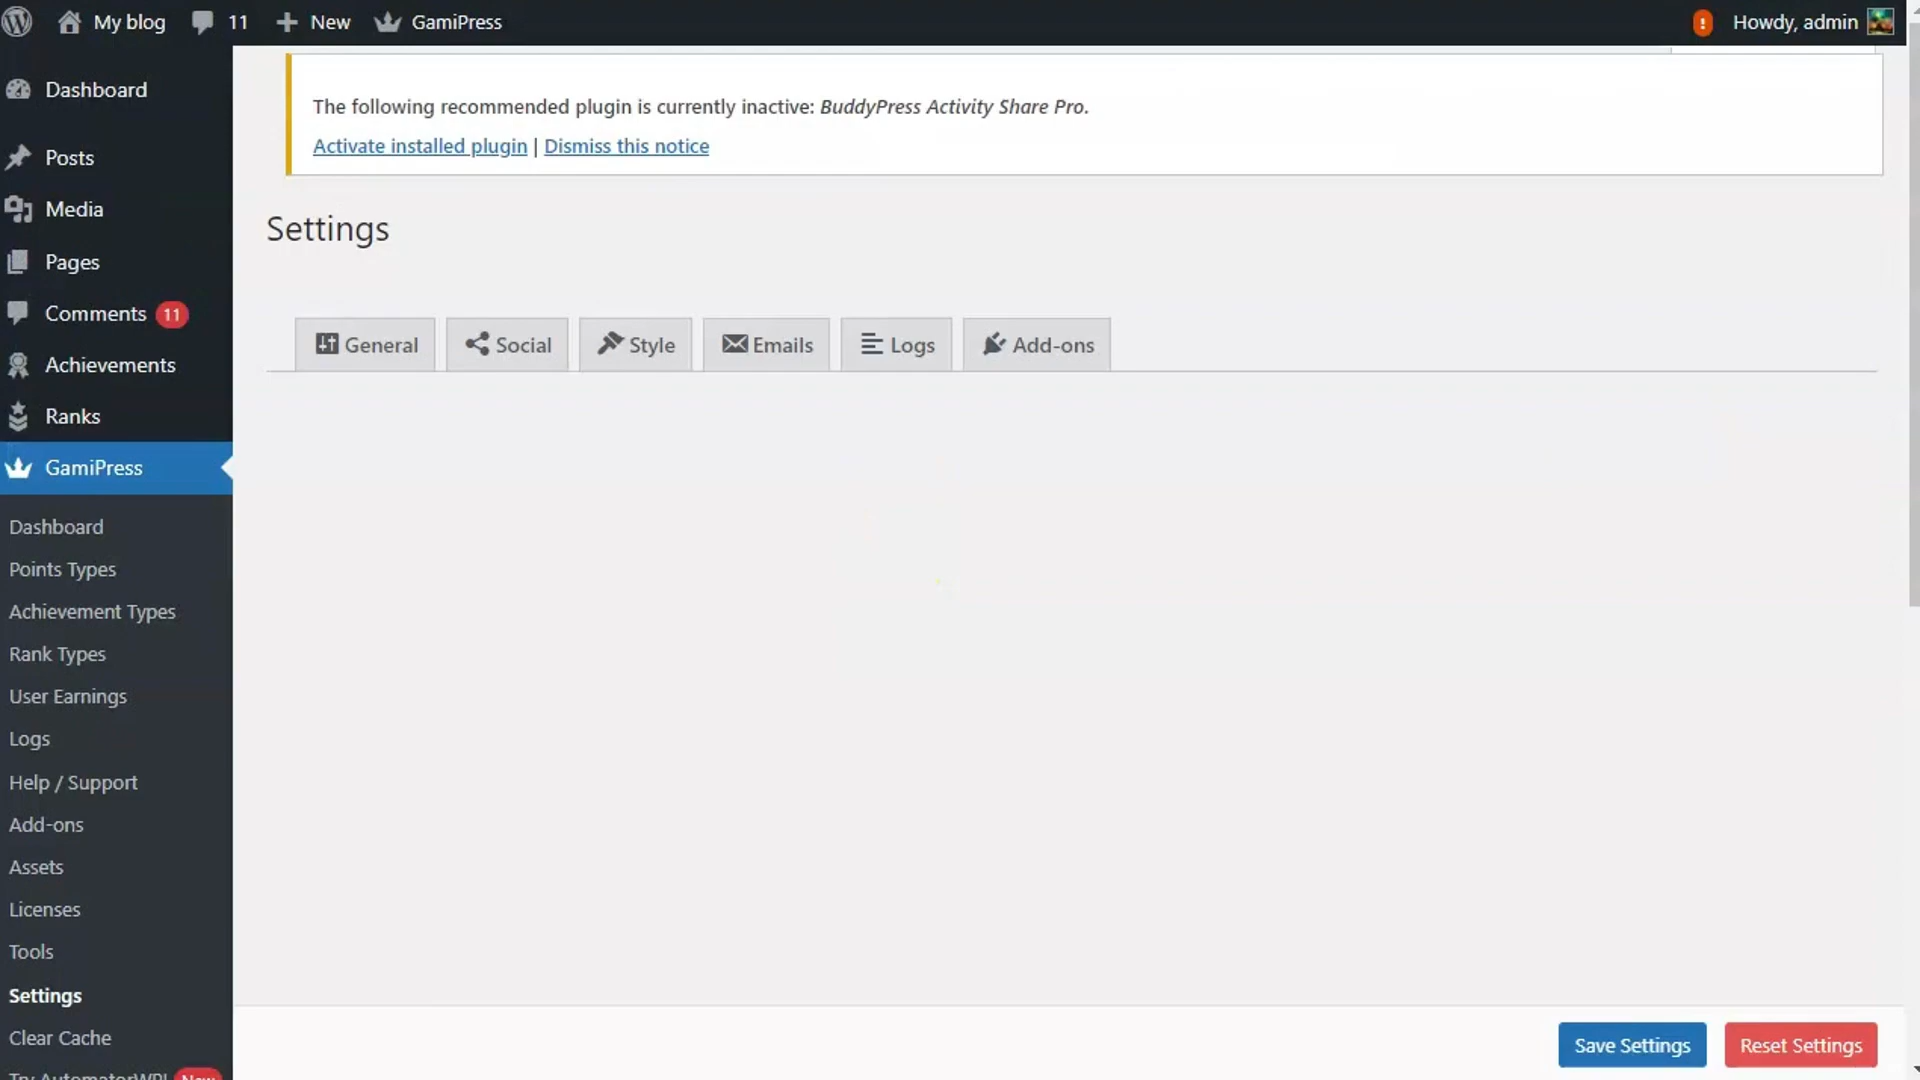 My blog 11 New GamiPress Howdy, admin
Dashboard
Posts
Media
Pages
Comments 11
Achievements
Ranks
GamiPress
Dashboard
Points Types
Achievement Types
Rank Types
User Earnings
Logs
Help / Support
Add-ons
Assets
Licenses
Tools
Settings
Clear Cache
Try AutomatorWP! New
The following recommended plugin is currently inactive: BuddyPress Activity Share Pro.
Activate installed plugin | Dismiss this notice
Settings
General Social Style Emails Logs Add-ons
Save Settings Reset Settings